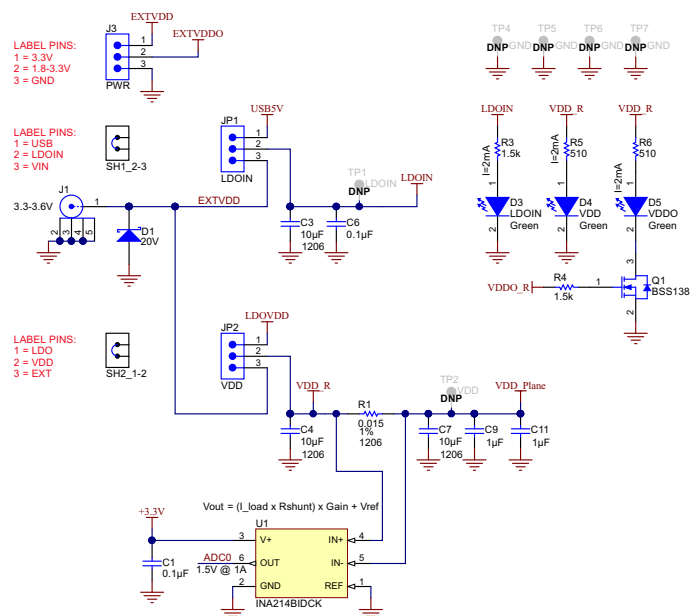 EXTVDD
EXTVDDO
J3
1
2
3
PWR
LABEL PINS:
1 = 3.3V
2 = 1.8-3.3V
3 = GND
TP4
DNP GND
TP5
DNP GND
TP6
DNP GND
TP7
DNP GND
LABEL PINS:
1 = USB
2 = LDOIN
3 = VIN
SH1_2-3
USB5V
JP1
1
2
3
LDOIN
J1
3.3-3.6V
1
2
3
4
5
EXTVDD
D1
20V
TP1
LDOIN
DNP
LDOIN
C3
10µF
1206
C6
0.1µF
LDOIN
R3
1.5k
I=2mA
1
D3
LDOIN
Green
2
VDD_R
R5
510
I=2mA
1
D4
VDD
Green
2
VDD_R
R6
510
I=2mA
1
D5
VDDO
Green
2
3
Q1
BSS138
1
2
VDDO_R
R4
1.5k
LABEL PINS:
1 = LDO
2 = VDD
3 = EXT
SH2_1-2
LDOVDD
JP2
1
2
3
VDD
VDD_R
R1
0.015
1%
1206
TP2
VDD
DNP
VDD_Plane
C4
10µF
1206
C7
10µF
1206
C9
1µF
C11
1µF
Vout = (I_load x Rshunt) x Gain + Vref
+3.3V
C1
0.1µF
U1
3
V+
IN+
4
ADC0
6
OUT
IN-
5
1.5V @ 1A
2
GND
REF
1
INA214BIDCK